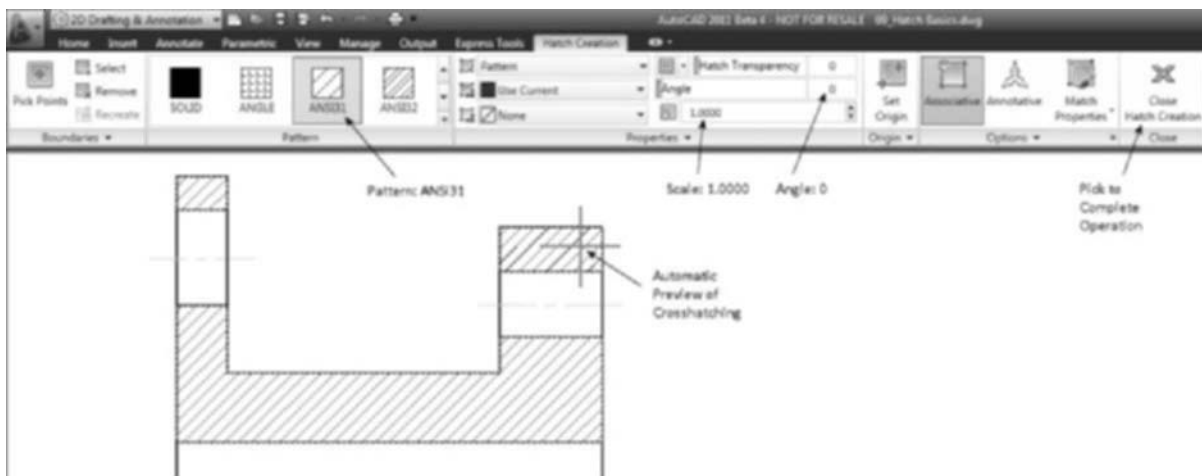 2D Drafting & Annotation
AutoCAD 2011 Beta 4 - NOT FOR RESALE 09_Hatch Basics.dwg
Home Insert Annotate Parametric View Manage Output Express Tools Hatch Creation
Pick Points
Select
Remove
Recreate
SOLID
ANGLE
ANSI31
ANSI32
Pattern
Use Current
None
Hatch Transparency 0
Angle 0
1.0000
Set Origin
Associative
Annotative
Match Properties
Close Hatch Creation
Boundaries
Pattern
Properties
Origin
Options
Close
Pattern: ANSI31
Scale: 1.0000
Angle: 0
Pick to
Complete
Operation
Automatic
Preview of
Crosshatching